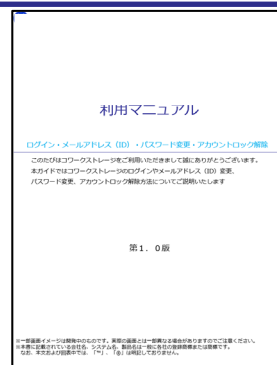 利用マニュアル
ログイン・メールアドレス（ID）・パスワード変更・アカウントロック解除
このたびはコワークストレージをご利用いただきまして誠にありがとうございます。
本ガイドではコワークストレージのログインやメールアドレス（ID）変更、
パスワード変更、アカウントロック解除方法についてご説明いたします
第1．0版
※一部画面イメージは開発中のものです。実際の画面とは一部異なる場合がありますのでご注意ください。
※本書に記載されている会社名、システム名、製品名は一般に各社の登録商標または商標です。
なお、本文および図表中では、「™」、「®」は明記しておりません。